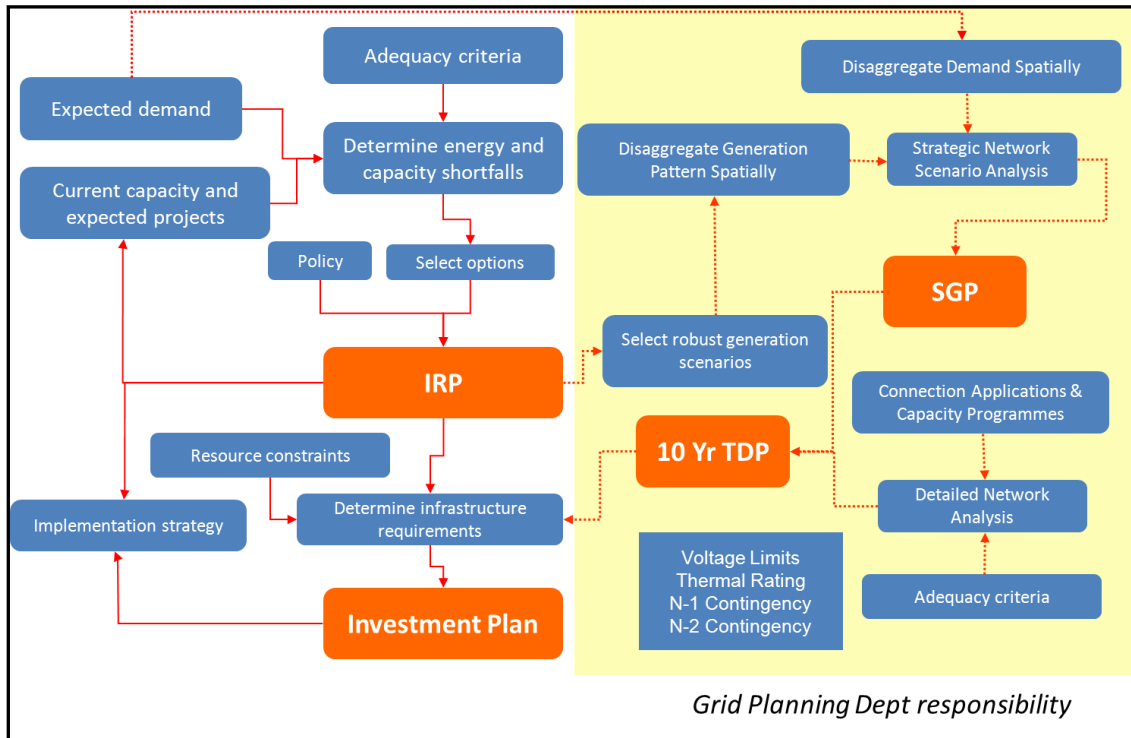 Adequacy criteria
Expected demand
Determine energy and
capacity shortfalls
Current capacity and
expected projects
Policy
Select options
IRP
Resource constraints
Determine infrastructure
requirements
Implementation strategy
Investment Plan
Disaggregate Demand Spatially
Disaggregate Generation
Pattern Spatially
Strategic Network
Scenario Analysis
SGP
Select robust generation
scenarios
Connection Applications &
Capacity Programmes
10 Yr TDP
Detailed Network
Analysis
Voltage Limits
Thermal Rating
N-1 Contingency
N-2 Contingency
Adequacy criteria
Grid Planning Dept responsibility